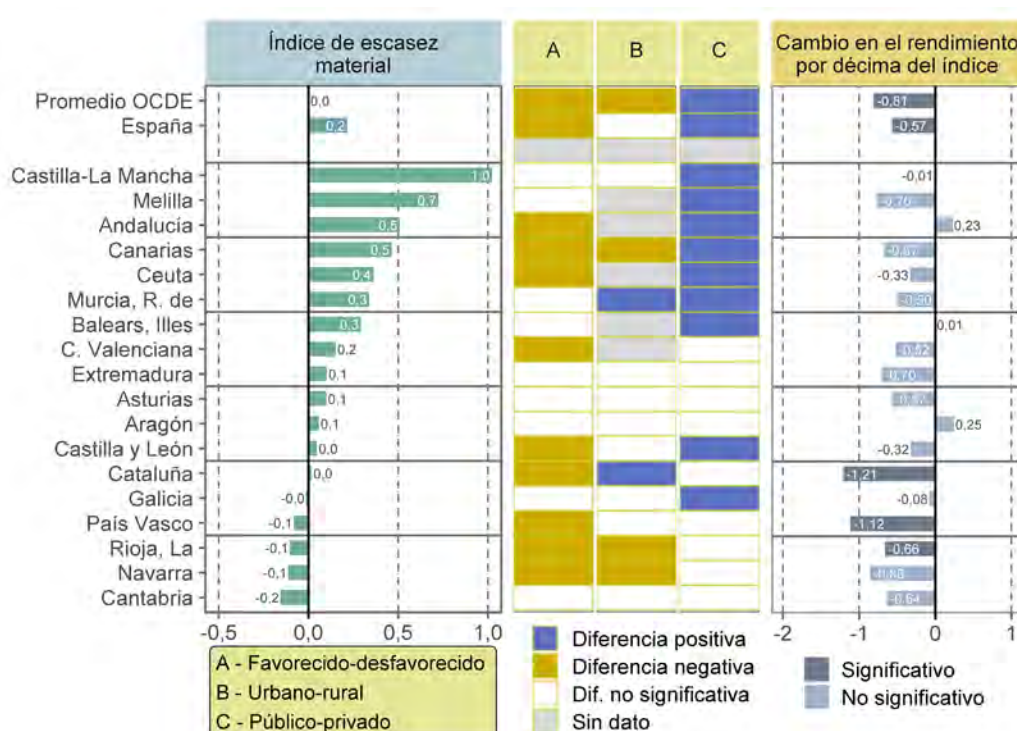 Índice de escasez
material
A
B
C
Cambio en el rendimiento
por décima del índice
Promedio OCDE 0,0 -0,81
España 0,2 -0,57
Castilla-La Mancha 1,0 -0,01
Melilla 0,7 -0,76
Andalucía 0,5 0,23
Canarias 0,5 -0,67
Ceuta 0,4 -0,33
Murcia, R. de 0,3 -0,50
Balears, Illes 0,3 0,01
C. Valenciana 0,2 -0,52
Extremadura 0,1 -0,70
Asturias 0,1
Aragón 0,1 0,25
Castilla y León 0,0 -0,32
Cataluña 0,0 -1,21
Galicia -0,0 -0,08
País Vasco -0,1 -1,12
Rioja, La -0,1 -0,66
Navarra -0,1
Cantabria -0,2 -0,64
-0,5 0,0 0,5 1,0
-2 -1 0 1
A - Favorecido-desfavorecido
B - Urbano-rural
C - Público-privado
Diferencia positiva
Diferencia negativa
Dif. no significativa
Sin dato
Significativo
No significativo